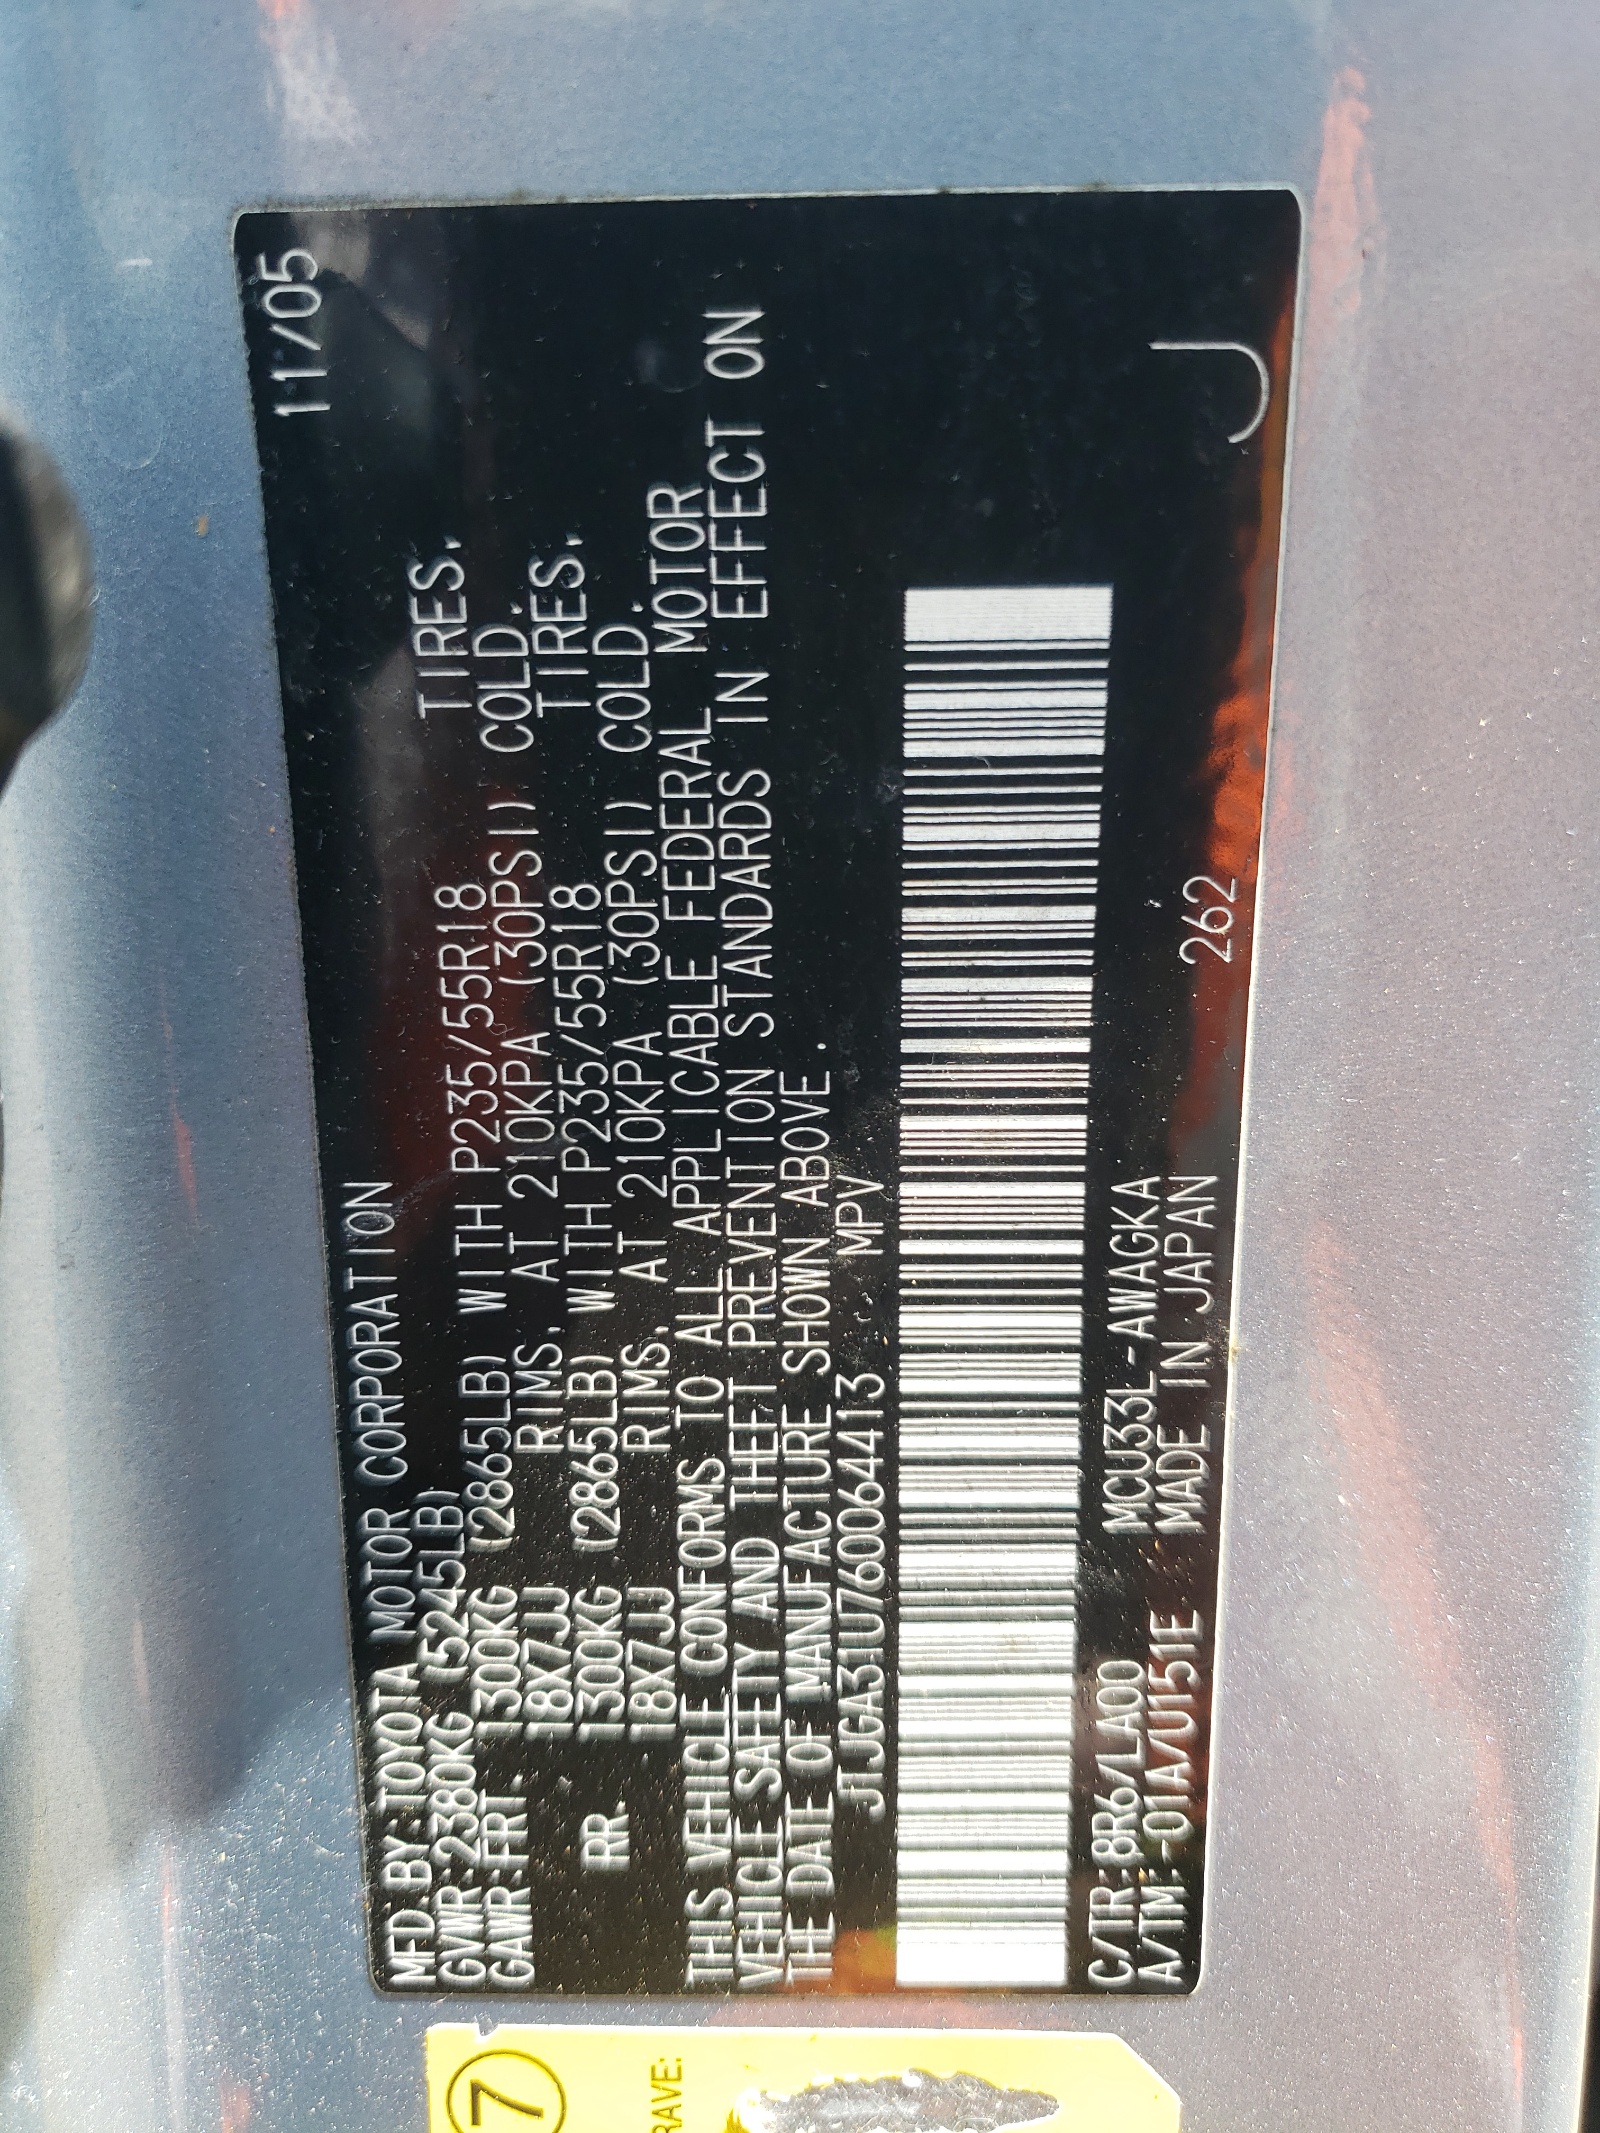 MFD.BY:TOYOTA MOTOR CORPORATION 11/05
GVWR:2380KG (5245LB)
GAWR:FRT. 1300KG (2865LB) WITH P235/55R18 TIRES,
18X7JJ RIMS, AT 210KPA (30PSI) COLD.
RR. 1300KG (2865LB) WITH P235/55R18 TIRES,
18X7JJ RIMS, AT 210KPA (30PSI) COLD.
THIS VEHICLE CONFORMS TO ALL APPLICABLE FEDERAL MOTOR
VEHICLE SAFETY AND THEFT PREVENTION STANDARDS IN EFFECT ON
THE DATE OF MANUFACTURE SHOWN ABOVE.
JTJGA31U760064413 MPV
C/TR:8R6/LA00 MCU33L-AWAGKA
A/TM:-01A/U151E MADE IN JAPAN 262 J
7
RAVE: